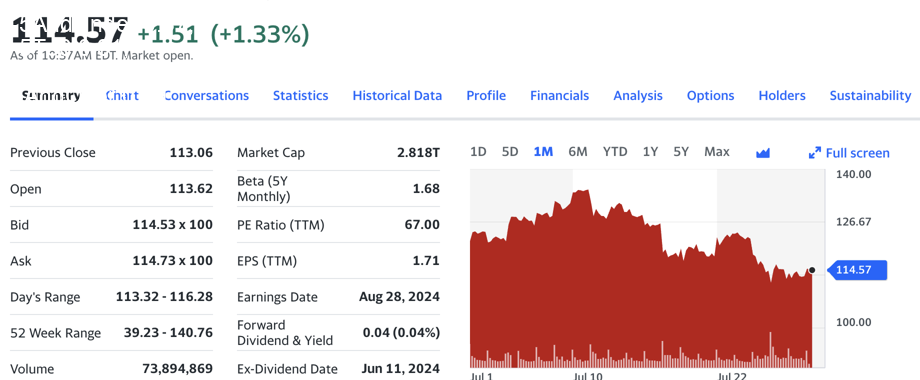 114.57 +1.51 (+1.33%)
As of 10:37AM EDT. Market open.
Summary Chart Conversations Statistics Historical Data Profile Financials Analysis Options Holders Sustainability
Previous Close 113.06
Open 113.62
Bid 114.53 x 100
Ask 114.73 x 100
Day's Range 113.32 - 116.28
52 Week Range 39.23 - 140.76
Volume 73,894,869
Market Cap 2.818T
Beta (5Y
Monthly) 1.68
PE Ratio (TTM) 67.00
EPS (TTM) 1.71
Earnings Date Aug 28, 2024
Forward
Dividend & Yield 0.04 (0.04%)
Ex-Dividend Date Jun 11, 2024
1D 5D 1M 6M YTD 1Y 5Y Max Full screen
140.00
126.67
114.57
100.00
Jul 1 Jul 10 Jul 22